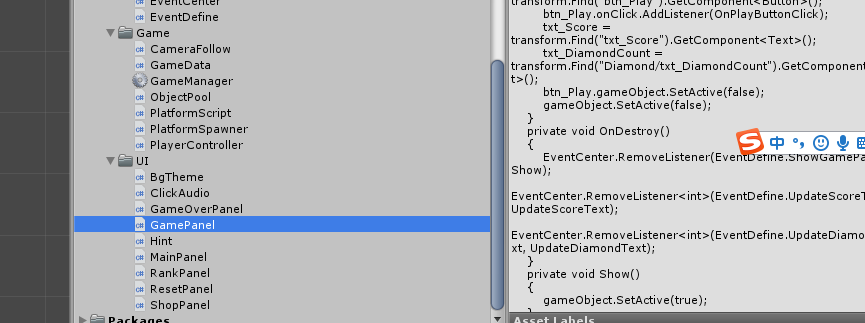 EventCenter
EventDefine
Game
CameraFollow
GameData
GameManager
ObjectPool
PlatformScript
PlatformSpawner
PlayerController
UI
BgTheme
ClickAudio
GameOverPanel
GamePanel
Hint
MainPanel
RankPanel
ResetPanel
ShopPanel
Packages
transform.Find("btn_Play").GetComponent<Button>();
btn_Play.onClick.AddListener(OnPlayButtonClick);
txt_Score =
transform.Find("txt_Score").GetComponent<Text>();
txt_DiamondCount =
transform.Find("Diamond/txt_DiamondCount").GetComponent
t>();
btn_Play.gameObject.SetActive(false);
gameObject.SetActive(false);
}
private void OnDestroy()
{
EventCenter.RemoveListener(EventDefine.ShowGamePa
Show);
EventCenter.RemoveListener<int>(EventDefine.UpdateScoreT
UpdateScoreText);
EventCenter.RemoveListener<int>(EventDefine.UpdateDiamo
xt, UpdateDiamondText);
}
private void Show()
{
gameObject.SetActive(true);
}
Asset Labels
S 中